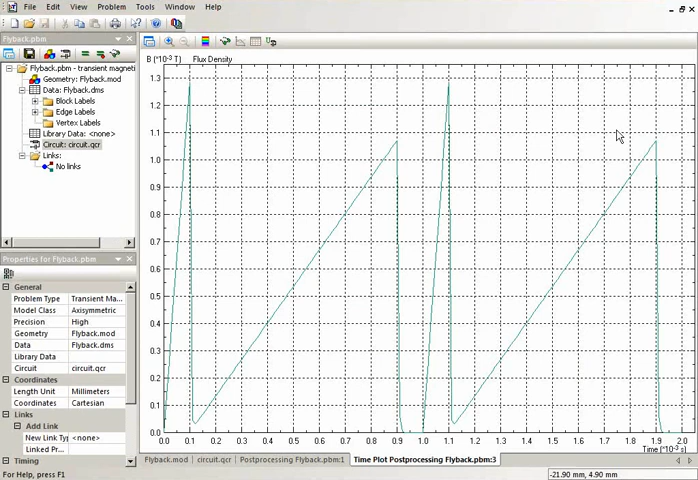 File Edit View Problem Tools Window Help
Flyback.pbm
Flyback.pbm - transient magneti
Geometry: Flyback.mod
Data: Flyback.dms
Block Labels
Edge Labels
Vertex Labels
Library Data: <none>
Circuit: circuit.qcr
Links:
No links
Properties for Flyback.pbm
General
Problem Type Transient Ma...
Model Class Axisymmetric
Precision High
Geometry Flyback.mod
Data Flyback.dms
Library Data
Circuit circuit.qcr
Coordinates
Length Unit Millimeters
Coordinates Cartesian
Links
Add Link
New Link Typ <none>
Linked Pr...
Timing
B (*10⁻³ T) Flux Density
1.3
1.2
1.1
1.0
0.9
0.8
0.7
0.6
0.5
0.4
0.3
0.2
0.1
0.0
0.0 0.1 0.2 0.3 0.4 0.5 0.6 0.7 0.8 0.9 1.0 1.1 1.2 1.3 1.4 1.5 1.6 1.7 1.8 1.9 2.0
Time (*10⁻³ s)
Flyback.mod circuit.qcr Postprocessing Flyback.pbm:1 Time Plot Postprocessing Flyback.pbm:3
For Help, press F1
-21.90 mm, 4.90 mm